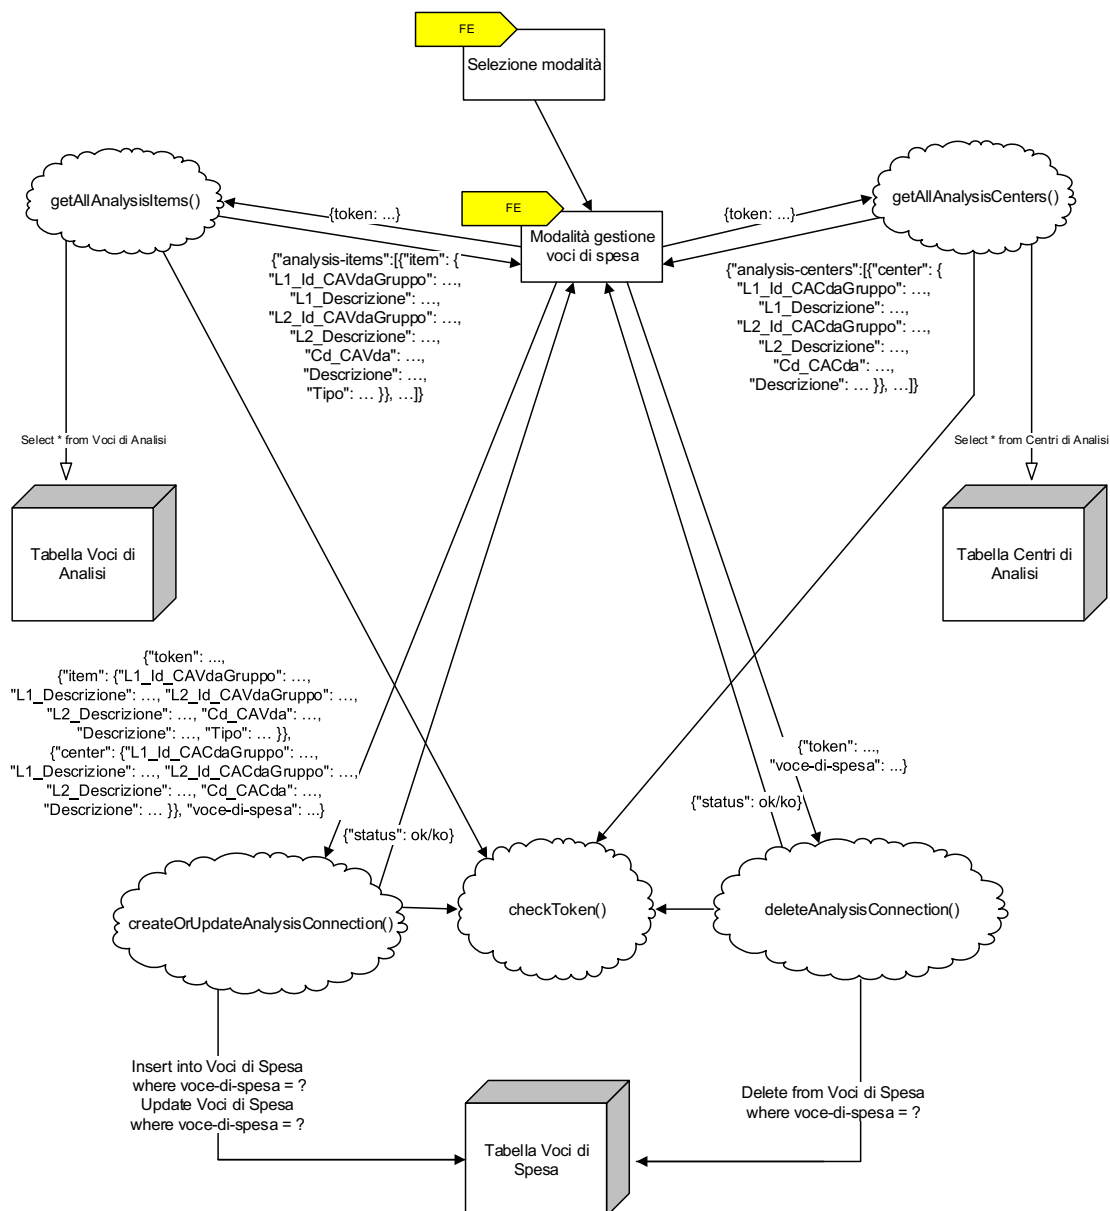 FE
Selezione modalità
getAllAnalysisItems()
getAllAnalysisCenters()
FE
{token: ...}
{token: ...}
Modalità gestione
voci di spesa
{"analysis-items":[{"item": {
"L1_Id_CAVdaGruppo": …,
"L1_Descrizione": …,
"L2_Id_CAVdaGruppo": …,
"L2_Descrizione": …,
"Cd_CAVda": …,
"Descrizione": …,
"Tipo": … }}, …]}
{"analysis-centers":[{"center": {
"L1_Id_CACdaGruppo": …,
"L1_Descrizione": …,
"L2_Id_CACdaGruppo": …,
"L2_Descrizione": …,
"Cd_CACda": …,
"Descrizione": … }}, …]}
Select * from Voci di Analisi
Select * from Centri di Analisi
Tabella Voci di
Analisi
Tabella Centri di
Analisi
{"token": ...,
{"item": {"L1_Id_CAVdaGruppo": …,
"L1_Descrizione": …, "L2_Id_CAVdaGruppo": …,
"L2_Descrizione": …, "Cd_CAVda": …,
"Descrizione": …, "Tipo": … }},
{"center": {"L1_Id_CACdaGruppo": …,
"L1_Descrizione": …, "L2_Id_CACdaGruppo": …,
"L2_Descrizione": …, "Cd_CACda": …,
"Descrizione": … }}, "voce-di-spesa": ...}
{"token": ...,
"voce-di-spesa": ...}
{"status": ok/ko}
{"status": ok/ko}
createOrUpdateAnalysisConnection()
checkToken()
deleteAnalysisConnection()
Insert into Voci di Spesa
where voce-di-spesa = ?
Update Voci di Spesa
where voce-di-spesa = ?
Delete from Voci di Spesa
where voce-di-spesa = ?
Tabella Voci di
Spesa